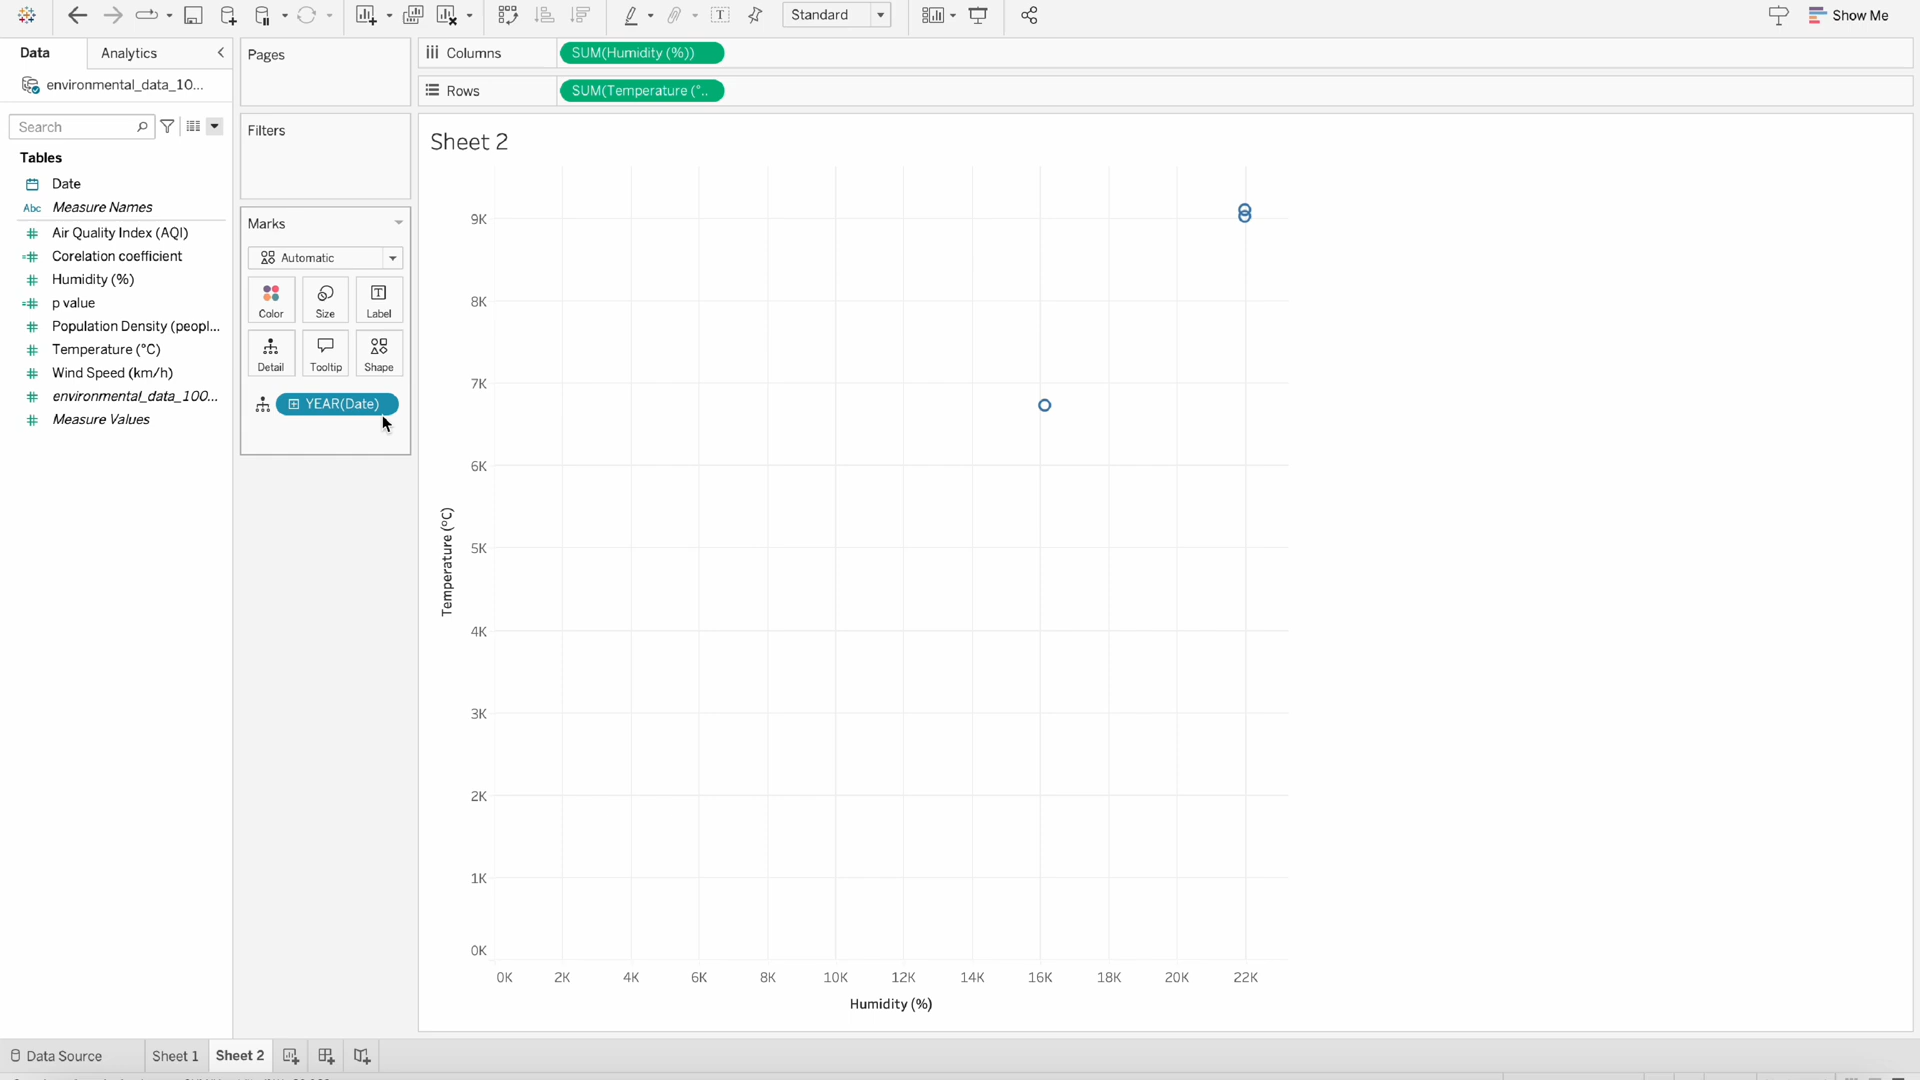 Standard
Show Me
Data
Analytics
Pages
Columns
SUM(Humidity (%))
environmental_data_10...
Rows
SUM(Temperature (°..
Search
Filters
Sheet 2
Tables
Date
Abc
Measure Names
Air Quality Index (AQI)
Corelation coefficient
Humidity (%)
p value
Population Density (peopl...
Temperature (°C)
Wind Speed (km/h)
environmental_data_100...
Measure Values
Marks
Automatic
Color
Size
Label
Detail
Tooltip
Shape
YEAR(Date)
9K
8K
7K
6K
5K
4K
3K
2K
1K
0K
Temperature (°C)
0K
2K
4K
6K
8K
10K
12K
14K
16K
18K
20K
22K
Humidity (%)
Data Source
Sheet 1
Sheet 2